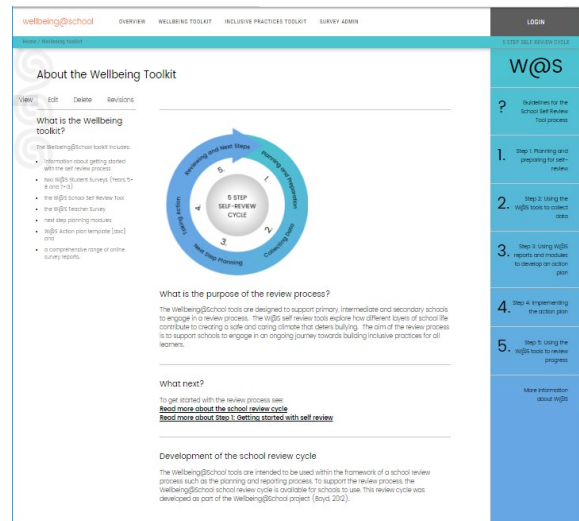 wellbeing@school
OVERVIEW
WELLBEING TOOLKIT
INCLUSIVE PRACTICES TOOLKIT
SURVEY ADMIN
LOGIN
Home / Wellbeing toolkit
5 STEP SELF-REVIEW CYCLE
About the Wellbeing Toolkit
View Edit Delete Revisions
What is the Wellbeing
toolkit?
The Wellbeing@School toolkit includes:
• Information about getting started
with the self review process
• two W@S Student Surveys (Years 5-
8 and 7-13)
• the W@S School Self Review Tool
• the W@S Teacher Survey
• next step planning modules
• W@S Action plan template (doc)
and
• a comprehensive range of online
survey reports.
5 STEP
SELF-REVIEW
CYCLE
1.
Planning and Preparation
2.
Collecting Data
3.
Next Step Planning
4.
Taking Action
5.
Reviewing and Next Steps
What is the purpose of the review process?
The Wellbeing@School tools are designed to support primary, intermediate and secondary schools
to engage in a review process. The W@S self review tools explore how different layers of school life
contribute to creating a safe and caring climate that deters bullying. The aim of the review process
is to support schools to engage in an ongoing journey towards building inclusive practices for all
learners.
What next?
To get started with the review process see:
Read more about the school review cycle
Read more about Step 1: Getting started with self review
Development of the school review cycle
The Wellbeing@School tools are intended to be used within the framework of a school review
process such as the planning and reporting process. To support the review process, the
Wellbeing@School school review cycle is available for schools to use. This review cycle was
developed as part of the Wellbeing@School project (Boyd, 2012).
W@S
? Guidelines for the
School Self Review
Tool process
1. Step 1: Planning and
preparing for self-
review
2. Step 2: Using the
W@S tools to collect
data
3. Step 3: Using W@S
reports and modules
to develop an action
plan
4. Step 4: Implementing
the action plan
5. Step 5: Using the
W@S tools to review
progress
More information
about W@S